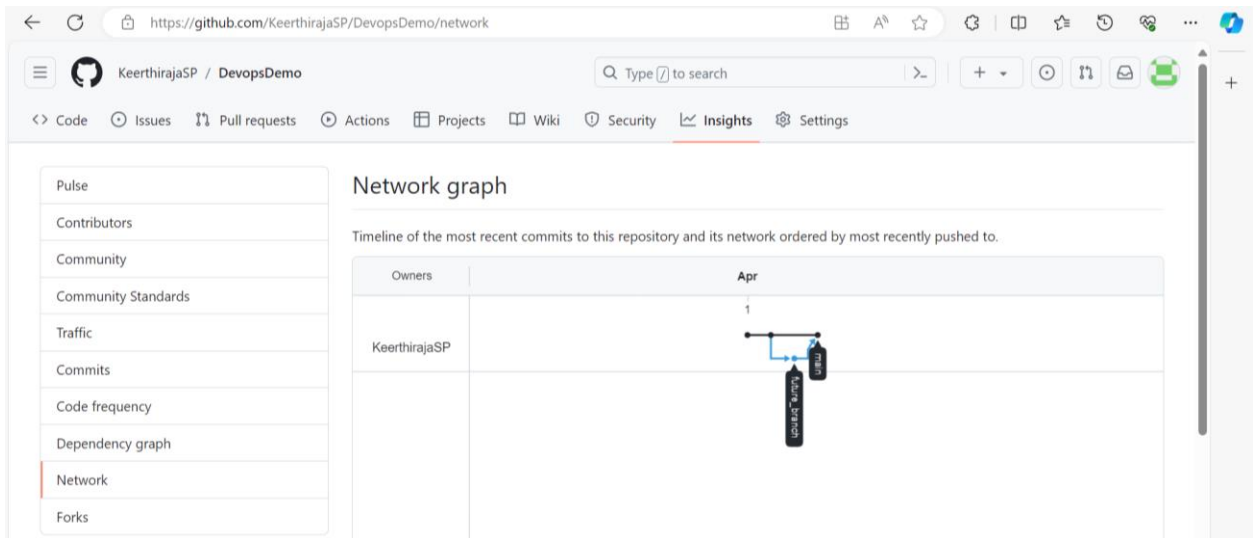 https://github.com/KeerthirajaSP/DevopsDemo/network
KeerthirajaSP / DevopsDemo
Type / to search
Code Issues Pull requests Actions Projects Wiki Security Insights Settings
Pulse
Contributors
Community
Community Standards
Traffic
Commits
Code frequency
Dependency graph
Network
Forks
Network graph
Timeline of the most recent commits to this repository and its network ordered by most recently pushed to.
Owners Apr
1
KeerthirajaSP
main
future_branch